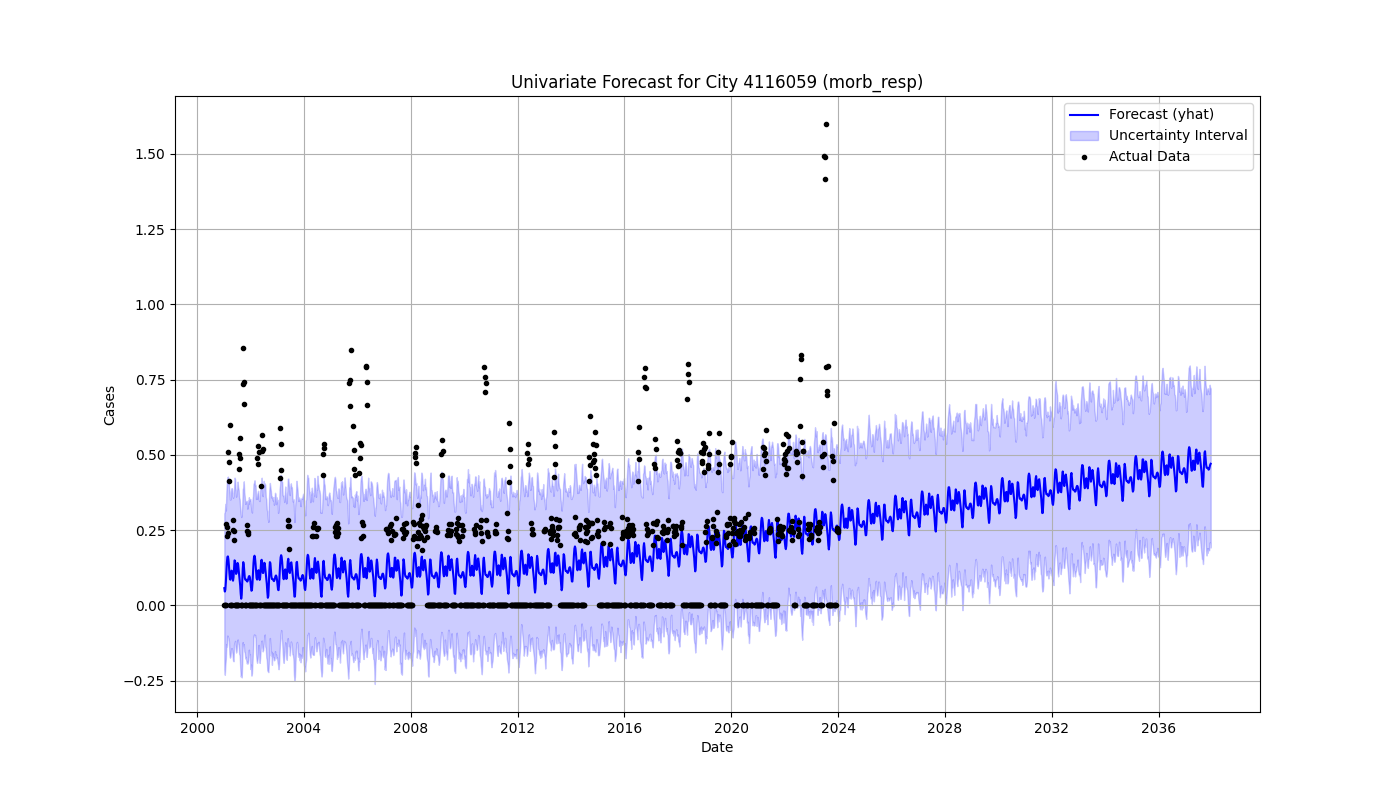 Univariate Forecast for City 4116059 (morb_resp)
Forecast (yhat)
Uncertainty Interval
Actual Data
1.50
1.25
1.00
0.75
0.50
0.25
0.00
−0.25
Cases
2000 2004 2008 2012 2016 2020 2024 2028 2032 2036
Date